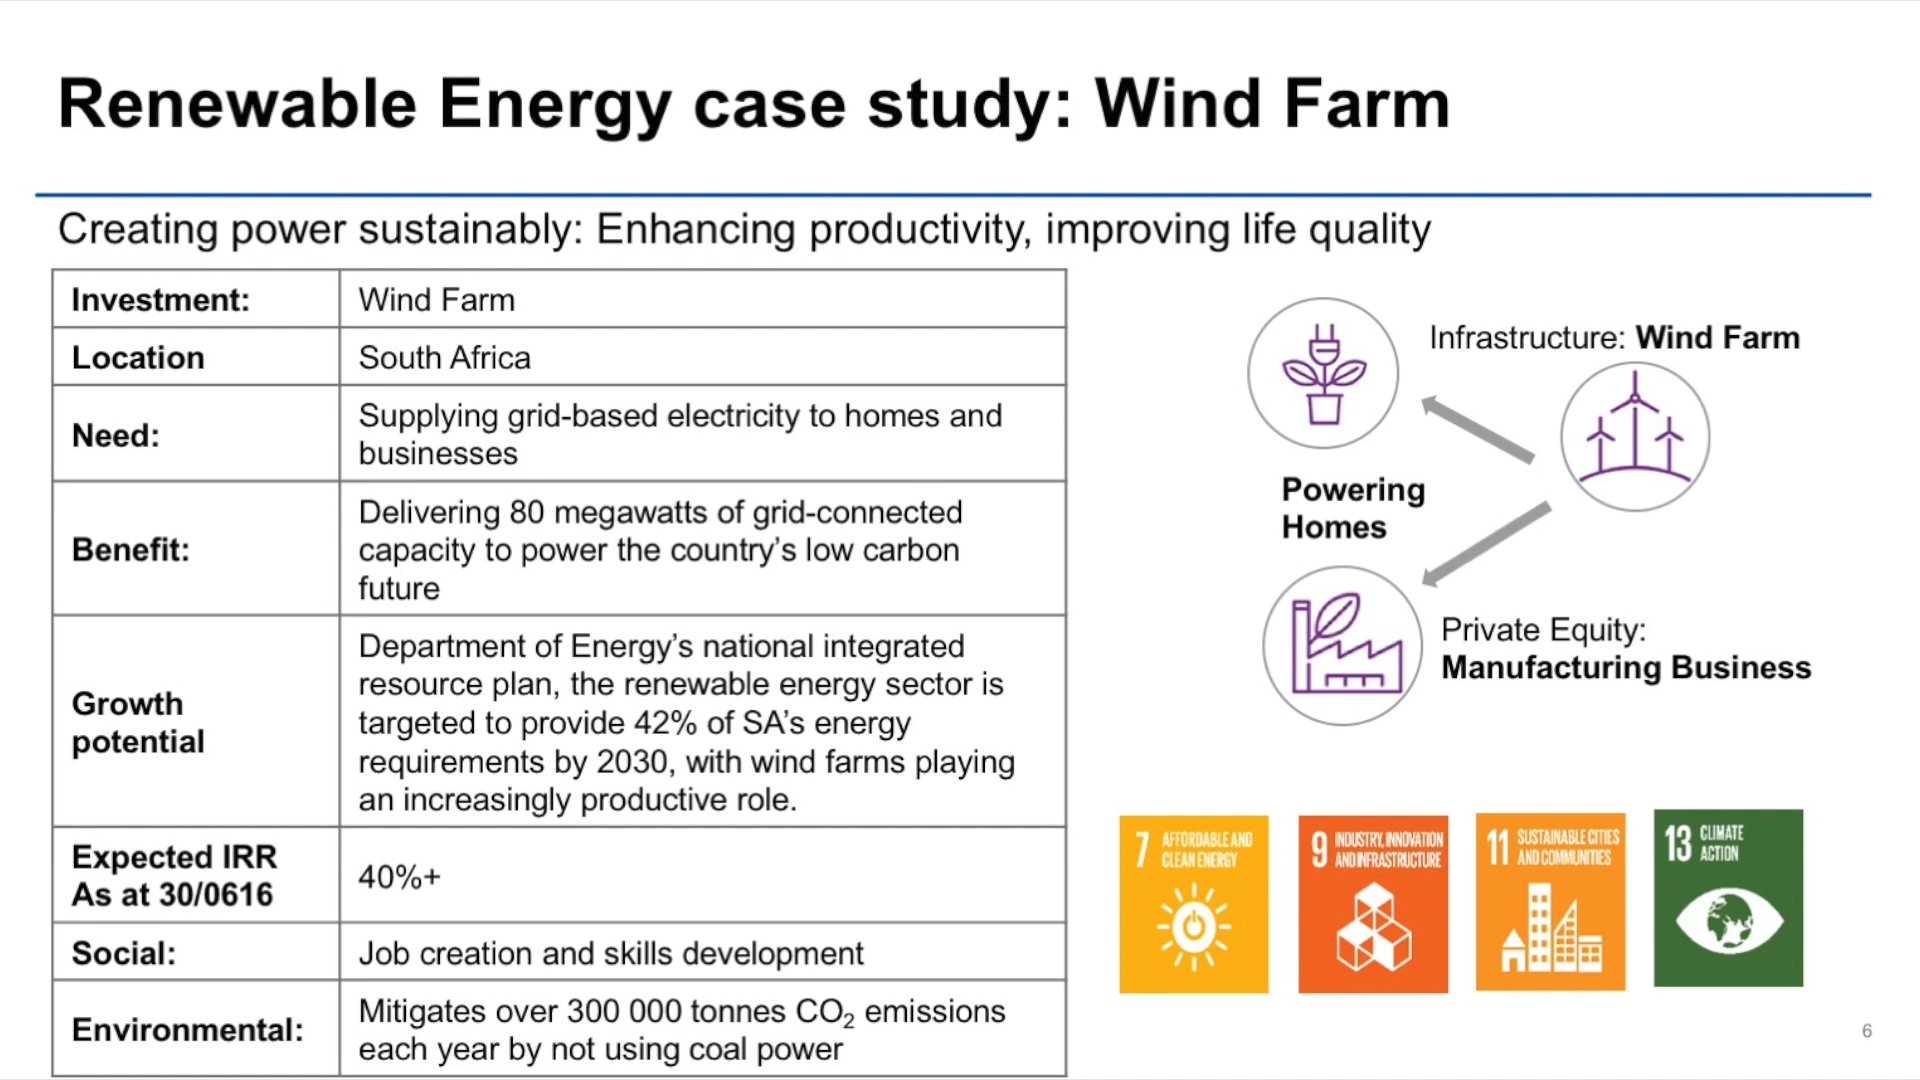 Renewable Energy case study: Wind Farm
Creating power sustainably: Enhancing productivity, improving life quality
Investment: Wind Farm
Location South Africa
Need: Supplying grid-based electricity to homes and
businesses
Benefit: Delivering 80 megawatts of grid-connected
capacity to power the country’s low carbon
future
Growth
potential
Department of Energy’s national integrated
resource plan, the renewable energy sector is
targeted to provide 42% of SA’s energy
requirements by 2030, with wind farms playing
an increasingly productive role.
Expected IRR
As at 30/0616
40%+
Social: Job creation and skills development
Environmental: Mitigates over 300 000 tonnes CO₂ emissions
each year by not using coal power
Infrastructure: Wind Farm
Powering
Homes
Private Equity:
Manufacturing Business
7 AFFORDABLE AND
CLEAN ENERGY
9 INDUSTRY, INNOVATION
AND INFRASTRUCTURE
11 SUSTAINABLE CITIES
AND COMMUNITIES
13 CLIMATE
ACTION
6